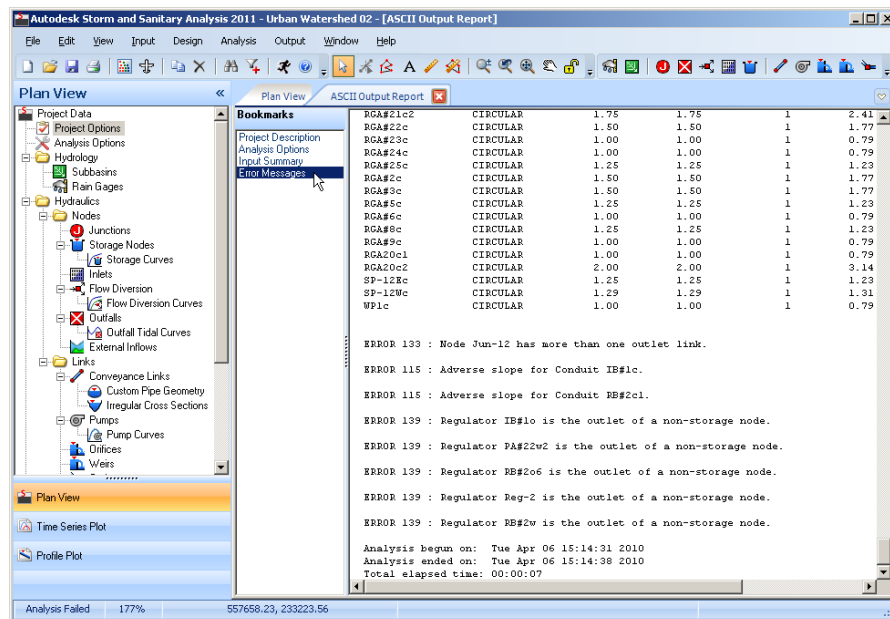 Autodesk Storm and Sanitary Analysis 2011 - Urban Watershed 02 - [ASCII Output Report]
File Edit View Input Design Analysis Output Window Help
Plan View
Project Data
Project Options
Analysis Options
Hydrology
Subbasins
Rain Gages
Hydraulics
Nodes
Junctions
Storage Nodes
Storage Curves
Inlets
Flow Diversion
Flow Diversion Curves
Outfalls
Outfall Tidal Curves
External Inflows
Links
Conveyance Links
Custom Pipe Geometry
Irregular Cross Sections
Pumps
Pump Curves
Orifices
Weirs
Plan View
Time Series Plot
Profile Plot
Plan View ASCII Output Report
Bookmarks
Project Description
Analysis Options
Input Summary
Error Messages
RGA#21c2 CIRCULAR 1.75 1.75 1 2.41
RGA#22c CIRCULAR 1.50 1.50 1 1.77
RGA#23c CIRCULAR 1.00 1.00 1 0.79
RGA#24c CIRCULAR 1.00 1.00 1 0.79
RGA#25c CIRCULAR 1.25 1.25 1 1.23
RGA#2c CIRCULAR 1.50 1.50 1 1.77
RGA#3c CIRCULAR 1.50 1.50 1 1.77
RGA#5c CIRCULAR 1.25 1.25 1 1.23
RGA#6c CIRCULAR 1.00 1.00 1 0.79
RGA#8c CIRCULAR 1.25 1.25 1 1.23
RGA#9c CIRCULAR 1.00 1.00 1 0.79
RGA20c1 CIRCULAR 1.00 1.00 1 0.79
RGA20c2 CIRCULAR 2.00 2.00 1 3.14
SP-12Ec CIRCULAR 1.25 1.25 1 1.23
SP-12Wc CIRCULAR 1.29 1.29 1 1.31
WP1c CIRCULAR 1.00 1.00 1 0.79
ERROR 133 : Node Jun-12 has more than one outlet link.
ERROR 115 : Adverse slope for Conduit IB#1c.
ERROR 115 : Adverse slope for Conduit RB#2c1.
ERROR 139 : Regulator IB#1o is the outlet of a non-storage node.
ERROR 139 : Regulator PA#22w2 is the outlet of a non-storage node.
ERROR 139 : Regulator RB#2o6 is the outlet of a non-storage node.
ERROR 139 : Regulator Reg-2 is the outlet of a non-storage node.
ERROR 139 : Regulator RB#2w is the outlet of a non-storage node.
Analysis begun on: Tue Apr 06 15:14:31 2010
Analysis ended on: Tue Apr 06 15:14:38 2010
Total elapsed time: 00:00:07
Analysis Failed 177% 557658.23, 233223.56